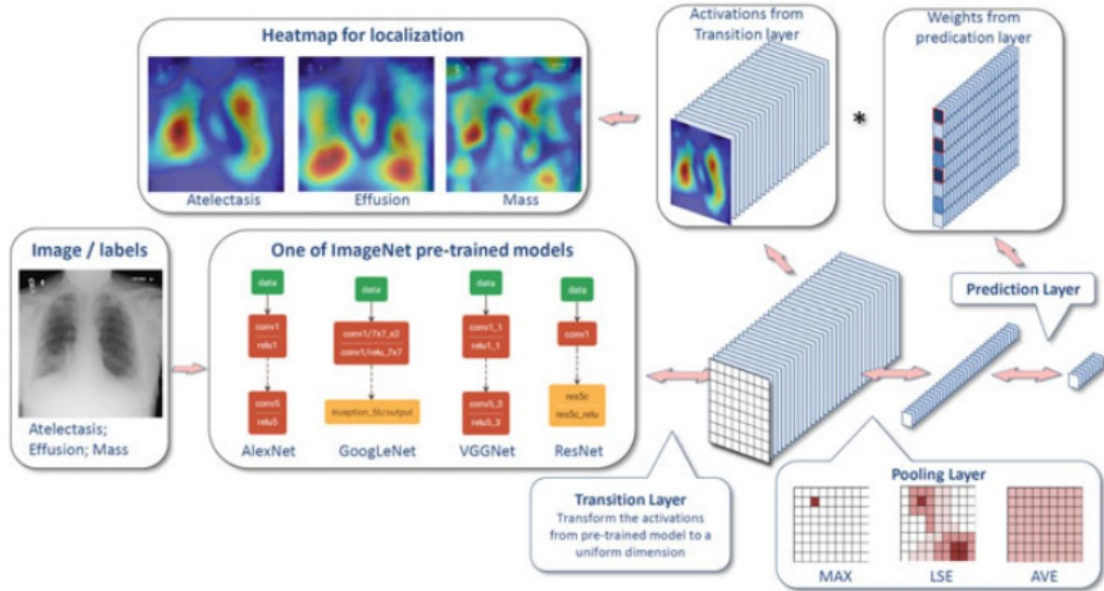 Heatmap for localization
Atelectasis
Effusion
Mass
Activations from
Transition layer
*
Weights from
predication layer
Image / labels
Atelectasis;
Effusion; Mass
One of ImageNet pre-trained models
data
conv1
relu1
conv5
relu5
AlexNet
data
conv1/7x7_s2
conv1/relu_7x7
inception_5b/output
GoogLeNet
data
conv1_1
relu1_1
conv5_3
relu5_3
VGGNet
data
conv1
res5c
res5c_relu
ResNet
Prediction Layer
Transition Layer
Transform the activations
from pre-trained model to a
uniform dimension
Pooling Layer
MAX
LSE
AVE